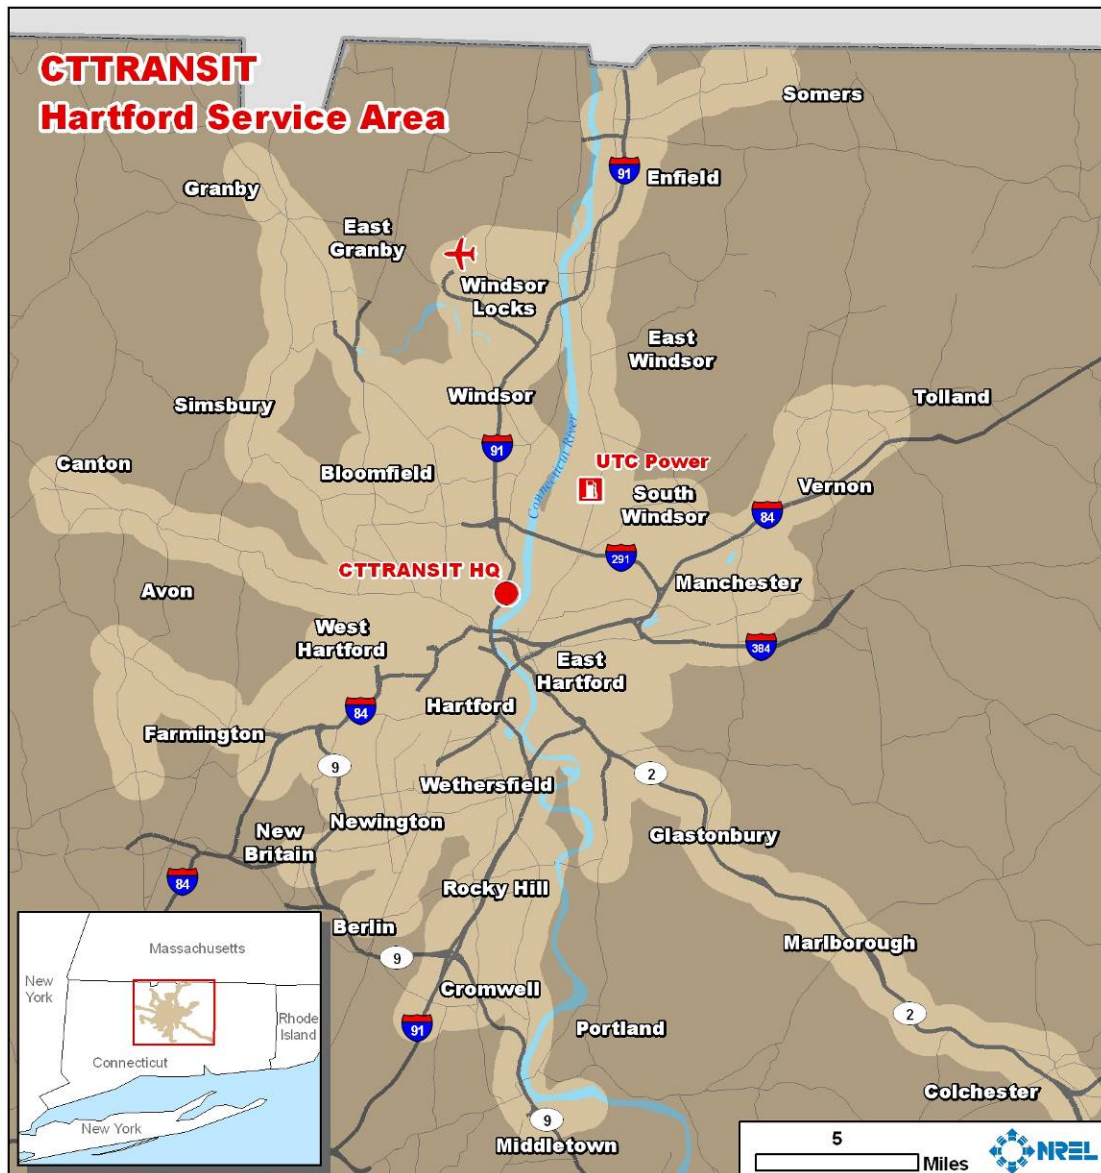 CTTRANSIT
Hartford Service Area
Somers
91
Enfield
Granby
East
Granby
Windsor
Locks
East
Windsor
Windsor
Tolland
Simsbury
91
Canton
Bloomfield
UTC Power
Connecticut River
South
Windsor
Vernon
84
291
CTTRANSIT HQ
Manchester
Avon
West
Hartford
384
East
Hartford
Hartford
84
Farmington
9
2
Wethersfield
Newington
New
Britain
Glastonbury
84
Rocky Hill
Berlin
9
Marlborough
Cromwell
91
Portland
2
Colchester
9
Middletown
Massachusetts
New
York
Rhode
Island
Connecticut
New York
5
Miles
NREL